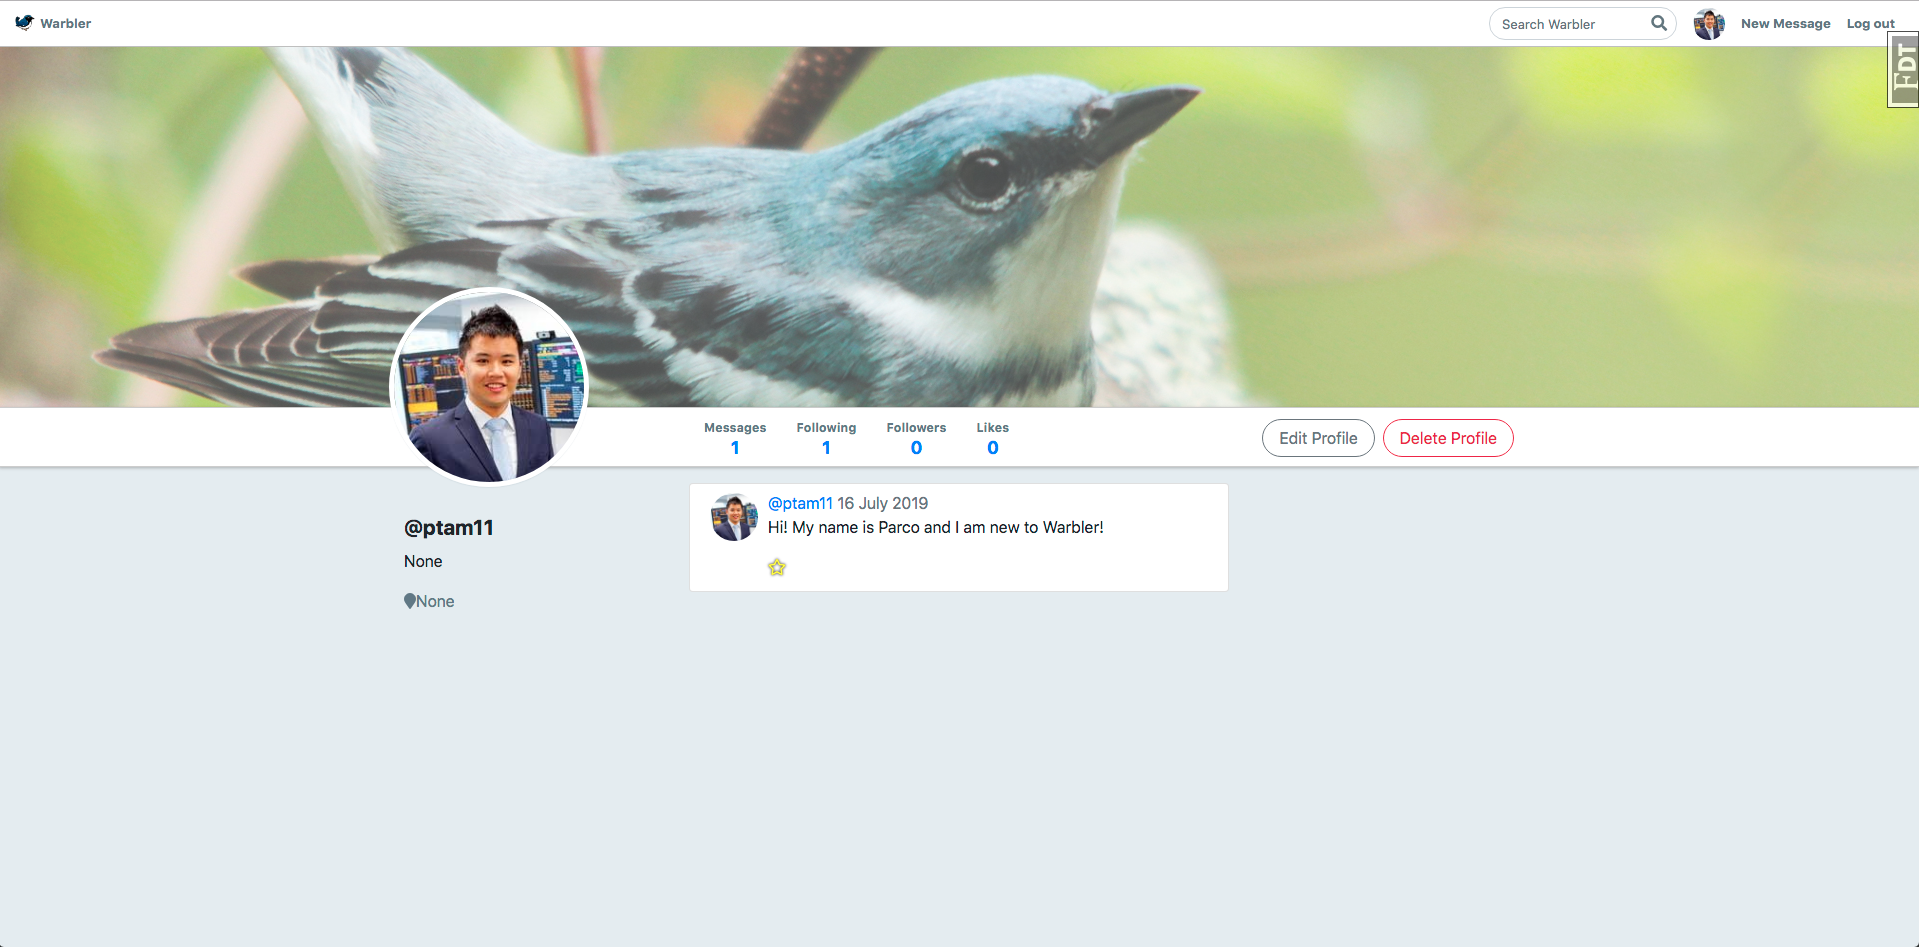 Warbler
Search Warbler
New Message
Log out
FDT
Messages
1
Following
1
Followers
0
Likes
0
Edit Profile
Delete Profile
@ptam11
None
None
@ptam11 16 July 2019
Hi! My name is Parco and I am new to Warbler!